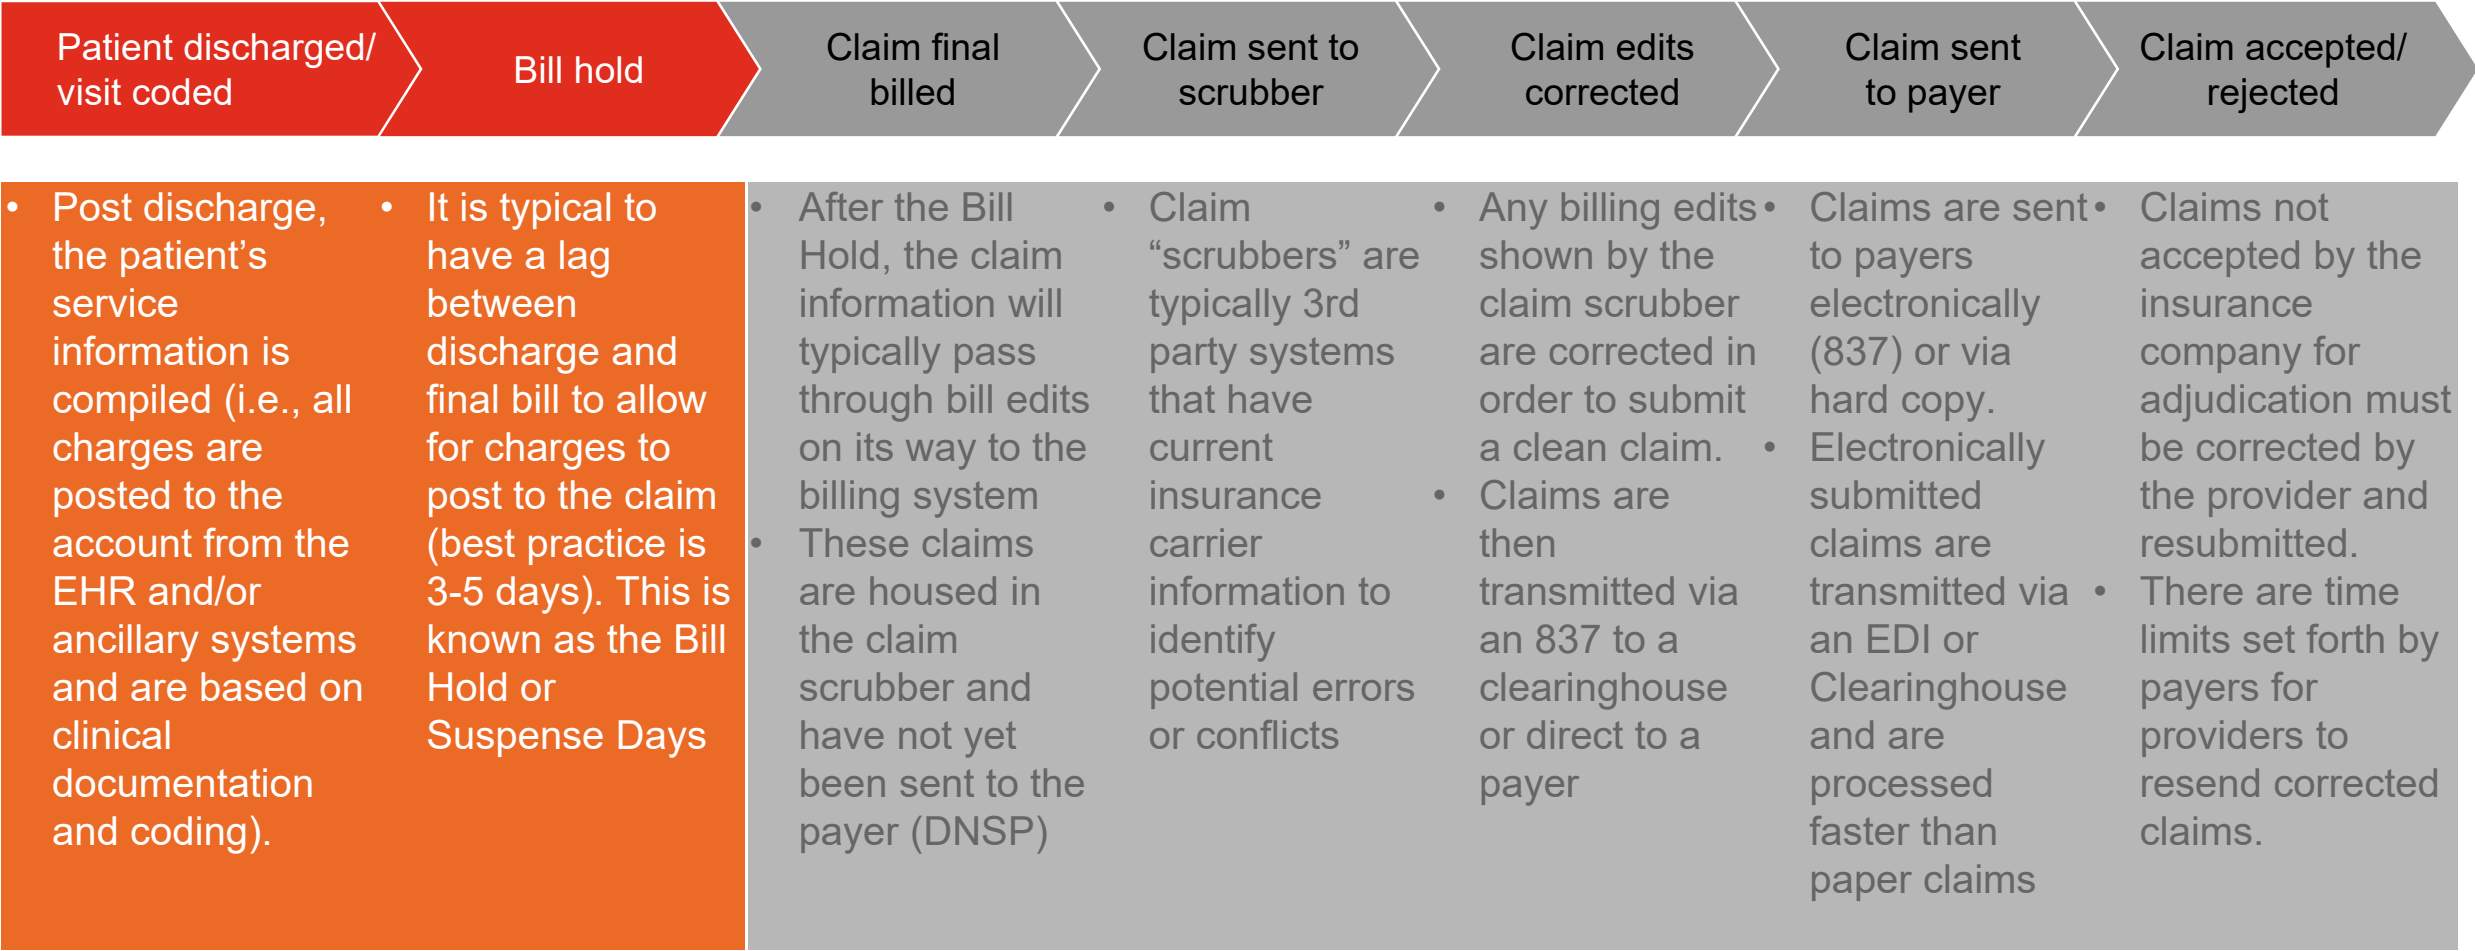 Patient discharged/
visit coded
Bill hold
Claim final
billed
Claim sent to
scrubber
Claim edits
corrected
Claim sent
to payer
Claim accepted/
rejected
• Post discharge,
the patient’s
service
information is
compiled (i.e., all
charges are
posted to the
account from the
EHR and/or
ancillary systems
and are based on
clinical
documentation
and coding).
• It is typical to
have a lag
between
discharge and
final bill to allow
for charges to
post to the claim
(best practice is
3-5 days). This is
known as the Bill
Hold or
Suspense Days
• After the Bill
Hold, the claim
information will
typically pass
through bill edits
on its way to the
billing system
• These claims
are housed in
the claim
scrubber and
have not yet
been sent to the
payer (DNSP)
• Claim
“scrubbers” are
typically 3rd
party systems
that have
current
insurance
carrier
information to
identify
potential errors
or conflicts
• Any billing edits
shown by the
claim scrubber
are corrected in
order to submit
a clean claim.
• Claims are
then
transmitted via
an 837 to a
clearinghouse
or direct to a
payer
• Claims are sent
to payers
electronically
(837) or via
hard copy.
• Electronically
submitted
claims are
transmitted via
an EDI or
Clearinghouse
and are
processed
faster than
paper claims
• Claims not
accepted by the
insurance
company for
adjudication must
be corrected by
the provider and
resubmitted.
• There are time
limits set forth by
payers for
providers to
resend corrected
claims.